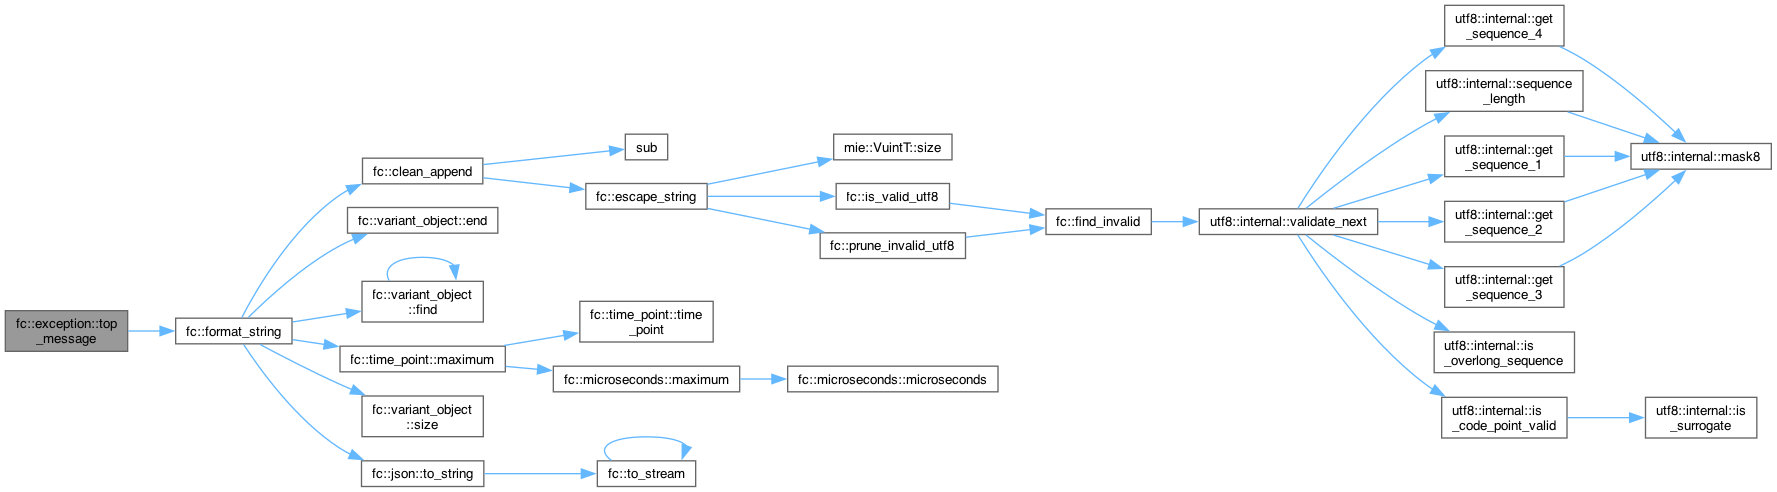 fc::exception::top
_message
fc::format_string
fc::clean_append
fc::variant_object::end
fc::variant_object
::find
fc::time_point::maximum
fc::variant_object
::size
fc::json::to_string
sub
fc::escape_string
fc::time_point::time
_point
fc::microseconds::maximum
fc::to_stream
mie::VuintT::size
fc::is_valid_utf8
fc::prune_invalid_utf8
fc::microseconds::microseconds
fc::find_invalid
utf8::internal::validate_next
utf8::internal::get
_sequence_4
utf8::internal::sequence
_length
utf8::internal::get
_sequence_1
utf8::internal::get
_sequence_2
utf8::internal::get
_sequence_3
utf8::internal::is
_overlong_sequence
utf8::internal::is
_code_point_valid
utf8::internal::mask8
utf8::internal::is
_surrogate